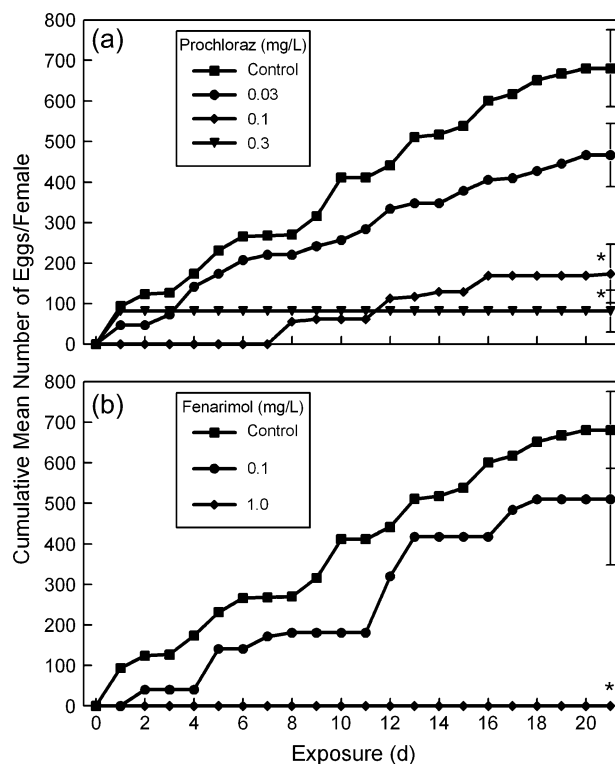 Cumulative Mean Number of Eggs/Female
(a)
Prochloraz (mg/L)
Control
0.03
0.1
0.3
800
700
600
500
400
300
200
100
0
*
*
(b)
Fenarimol (mg/L)
Control
0.1
1.0
800
700
600
500
400
300
200
100
0
*
0 2 4 6 8 10 12 14 16 18 20
Exposure (d)